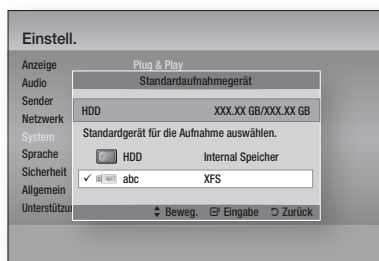 Einstell.
Anzeige Plug & Play
Audio
Standardaufnahmegerät
Sender
HDD XXX.XX GB/XXX.XX GB
Netzwerk
System
Standardgerät für die Aufnahme auswählen.
Sprache
HDD Internal Speicher
Sicherheit
✓ abc XFS
Allgemein
Unterstützu
Beweg. Eingabe Zurück